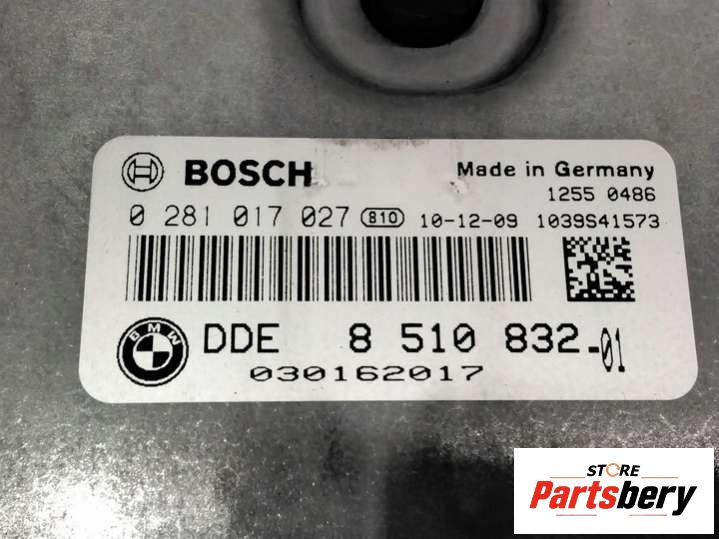 BOSCH Made in Germany
1255 0486
0 281 017 027 810 10-12-09 1039S41573
BMW DDE 8 510 832-01
030162017
STORE
Partsbery